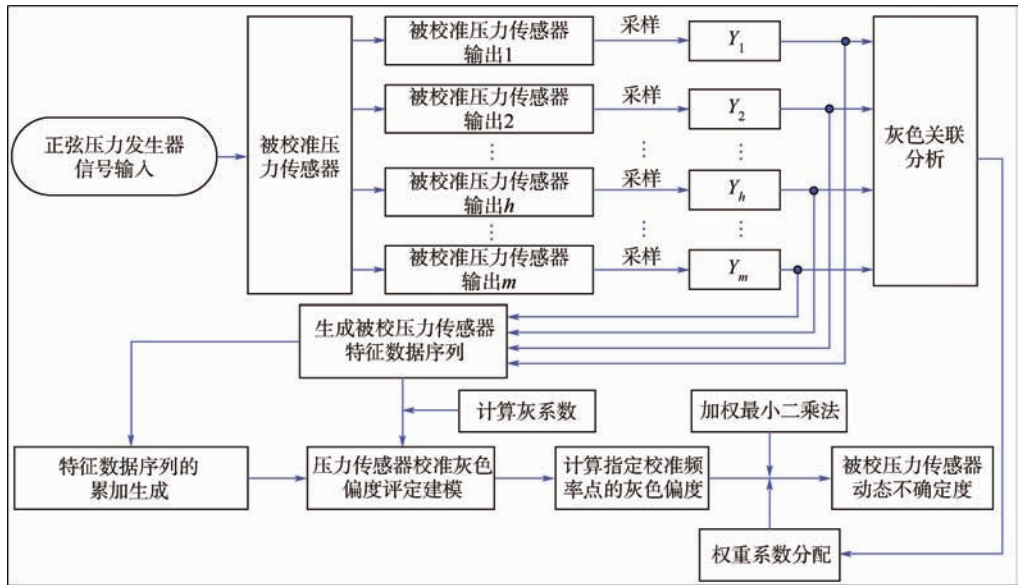 正弦压力发生器
信号输入
被校准压
力传感器
被校准压力传感器
输出1
采样
Y1
被校准压力传感器
输出2
采样
Y2
⋮
⋮
⋮
被校准压力传感器
输出h
采样
Yh
⋮
⋮
⋮
被校准压力传感器
输出m
采样
Ym
灰色关联
分析
生成被校压力传感器
特征数据序列
计算灰系数
加权最小二乘法
特征数据序列的
累加生成
压力传感器校准灰色
偏度评定建模
计算指定校准频
率点的灰色偏度
被校压力传感器
动态不确定度
权重系数分配